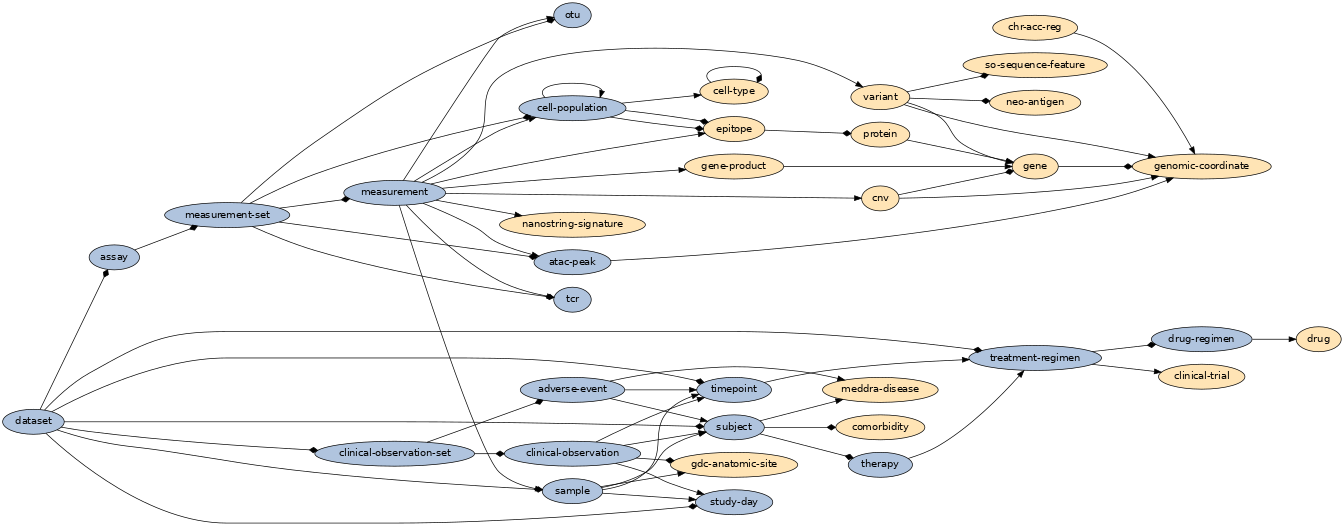 otu
chr-acc-reg
so-sequence-feature
cell-type
variant
neo-antigen
cell-population
epitope
protein
gene-product
gene
genomic-coordinate
measurement
cnv
measurement-set
nanostring-signature
assay
atac-peak
tcr
drug-regimen
drug
treatment-regimen
clinical-trial
adverse-event
timepoint
meddra-disease
dataset
subject
comorbidity
clinical-observation-set
clinical-observation
gdc-anatomic-site
therapy
sample
study-day